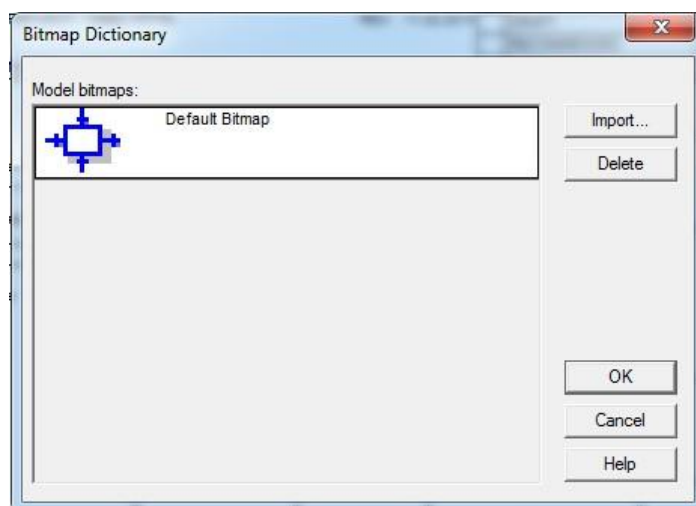 Bitmap Dictionary
Model bitmaps:
Default Bitmap
Import...
Delete
OK
Cancel
Help